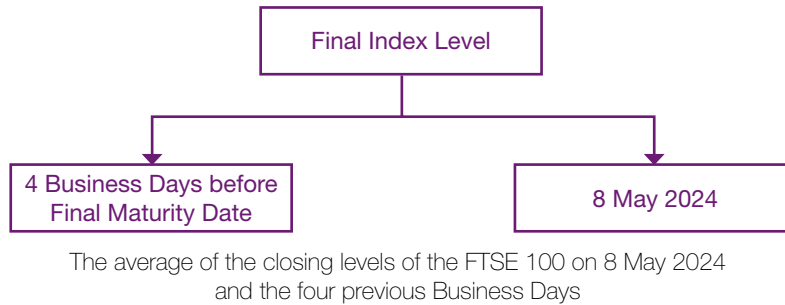 Final Index Level
4 Business Days before
Final Maturity Date
8 May 2024
The average of the closing levels of the FTSE 100 on 8 May 2024
and the four previous Business Days